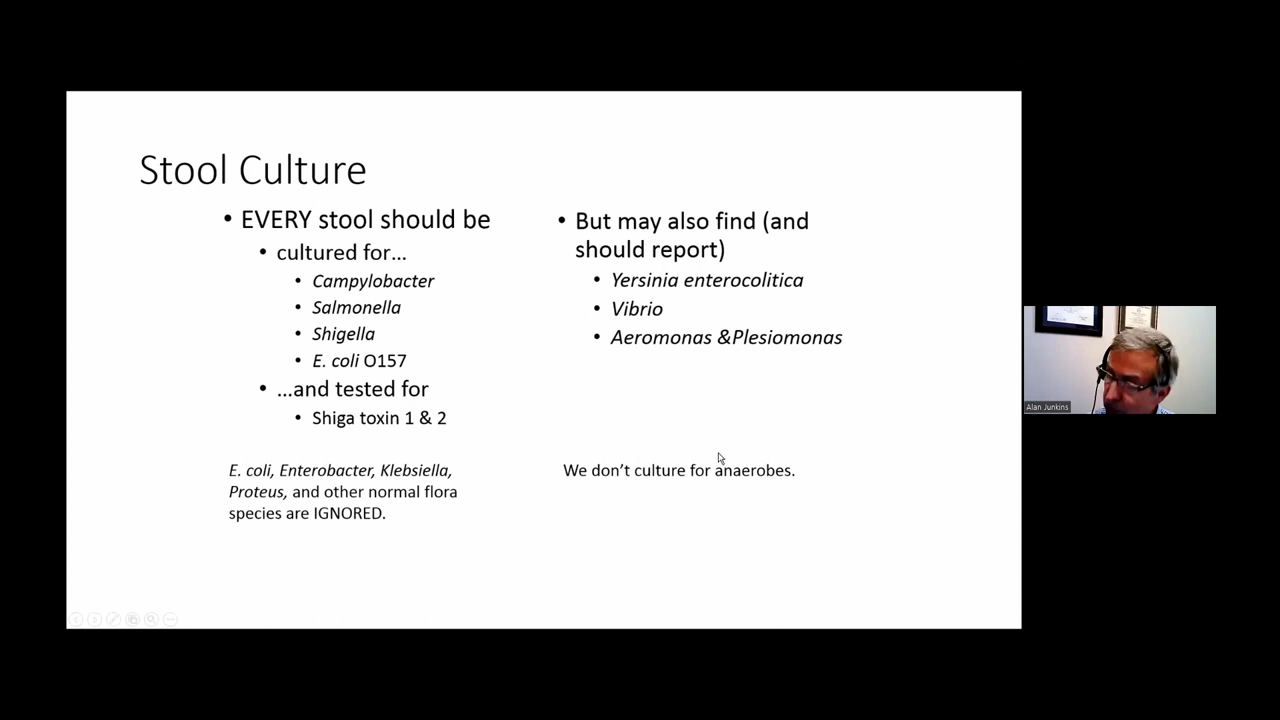 Stool Culture
• EVERY stool should be
• cultured for…
• Campylobacter
• Salmonella
• Shigella
• E. coli O157
• …and tested for
• Shiga toxin 1 & 2
E. coli, Enterobacter, Klebsiella,
Proteus, and other normal flora
species are IGNORED.
• But may also find (and
should report)
• Yersinia enterocolitica
• Vibrio
• Aeromonas &Plesiomonas
We don’t culture for anaerobes.
Alan Junkins